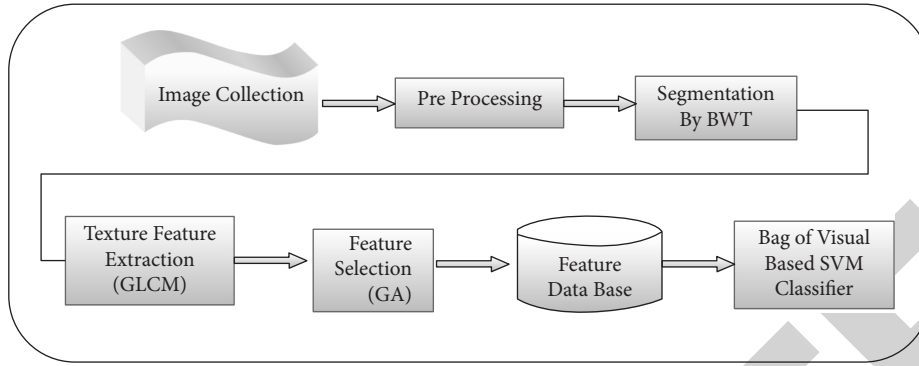 Image Collection
Pre Processing
Segmentation
By BWT
Texture Feature
Extraction
(GLCM)
Feature
Selection
(GA)
Feature
Data Base
Bag of Visual
Based SVM
Classifier